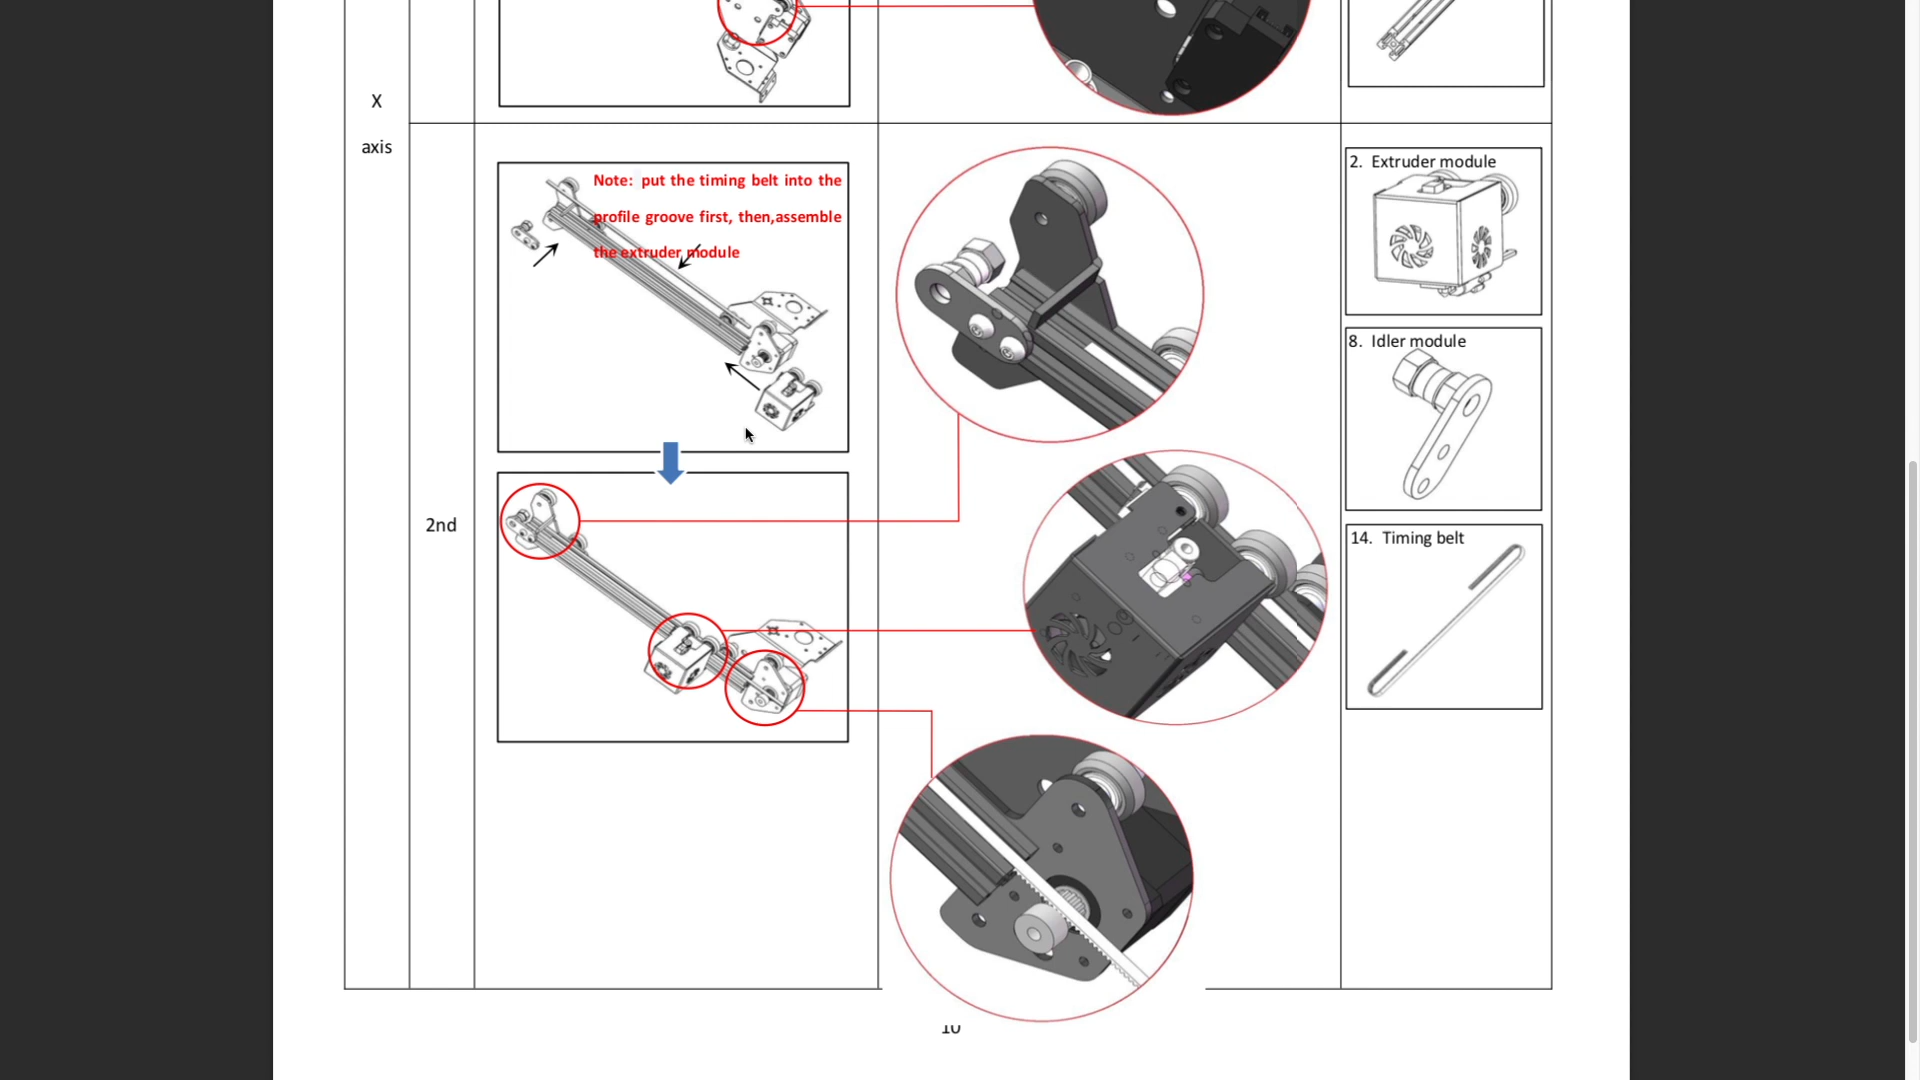 X
axis
2nd
Note: put the timing belt into the
profile groove first, then,assemble
the extruder module
2. Extruder module
8. Idler module
14. Timing belt
10